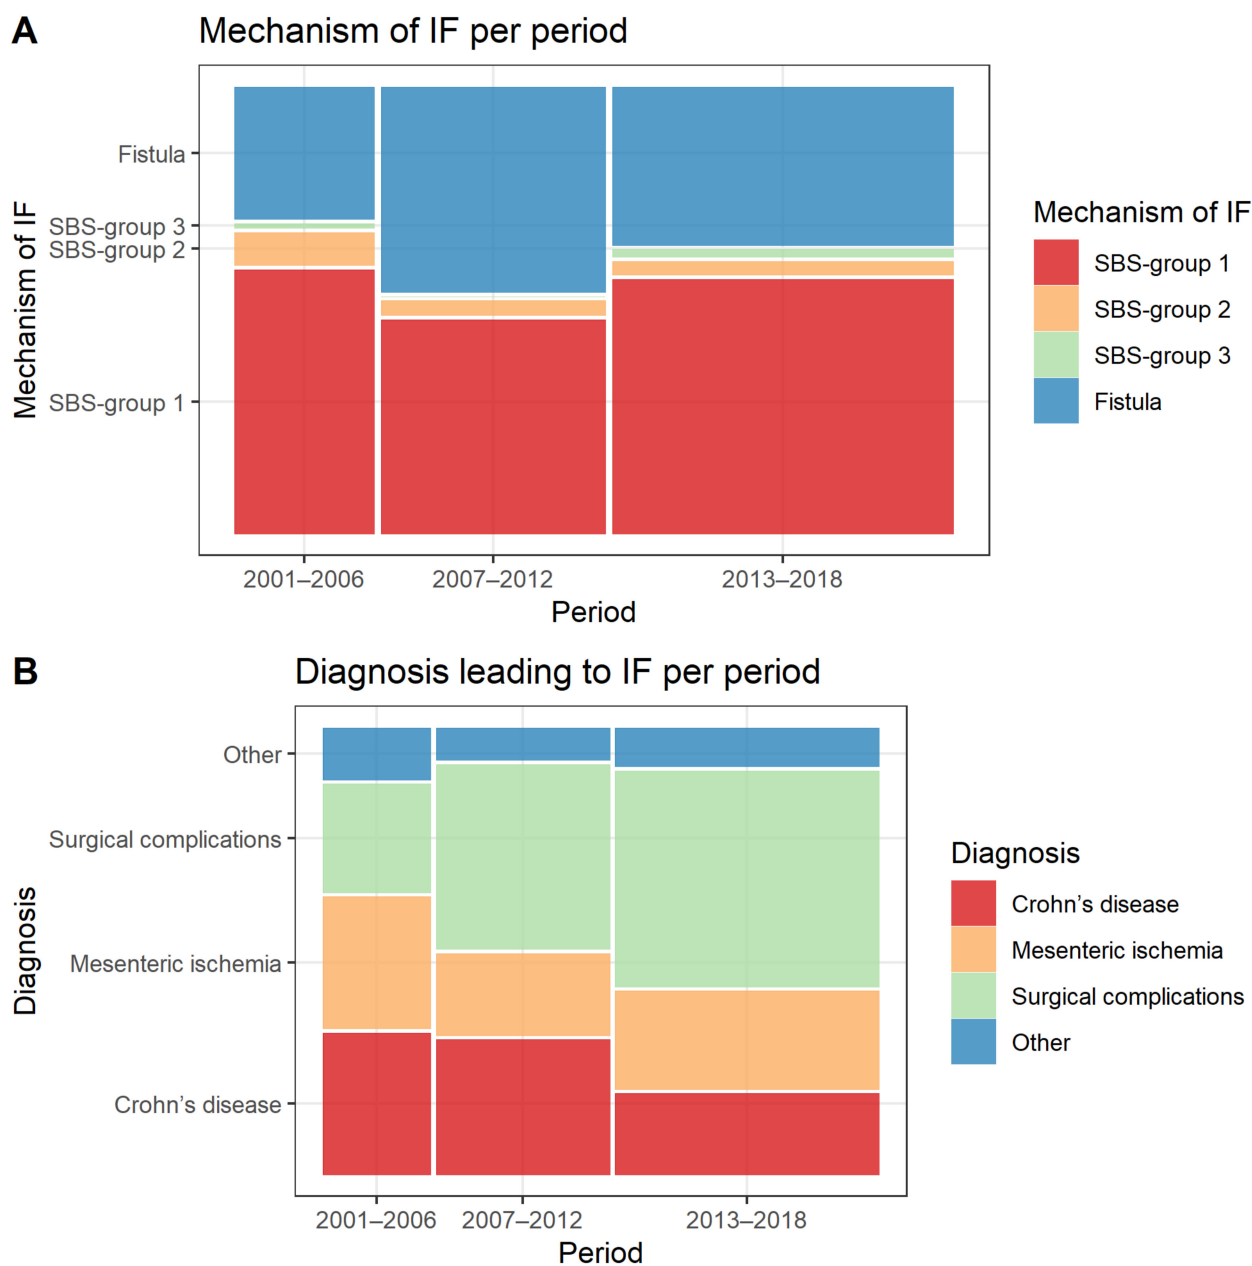 A
Mechanism of IF per period
Mechanism of IF
Fistula
SBS-group 3
SBS-group 2
SBS-group 1
2001–2006
2007–2012
2013–2018
Period
Mechanism of IF
SBS-group 1
SBS-group 2
SBS-group 3
Fistula
B
Diagnosis leading to IF per period
Diagnosis
Other
Surgical complications
Mesenteric ischemia
Crohn’s disease
2001–2006
2007–2012
2013–2018
Period
Diagnosis
Crohn’s disease
Mesenteric ischemia
Surgical complications
Other